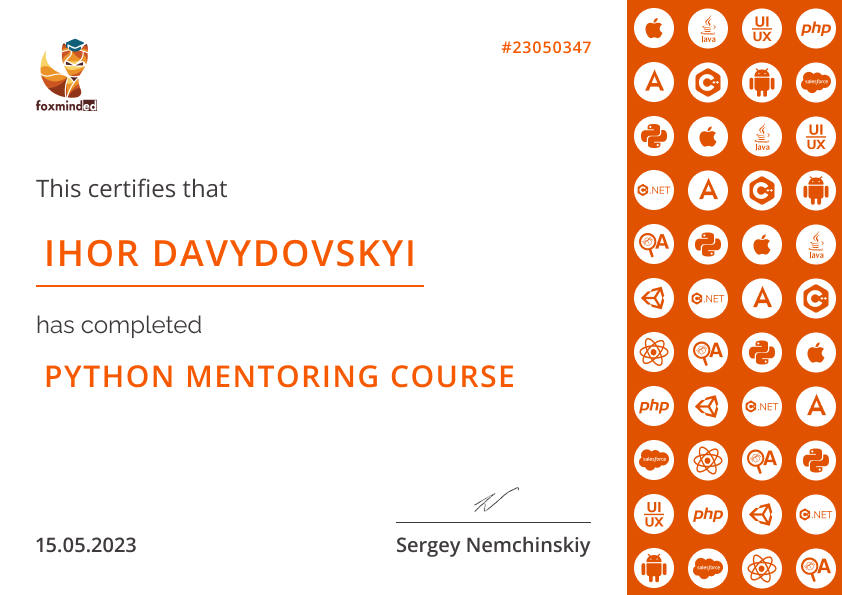 foxminded
#23050347
This certifies that
IHOR DAVYDOVSKYI
has completed
PYTHON MENTORING COURSE
15.05.2023
Sergey Nemchinskiy
Java UI UX php
A C++ salesforce
Java UI UX
C .NET A C++
QA Java
C .NET A C++
QA
php C .NET A
salesforce QA
UI UX php C .NET
salesforce QA